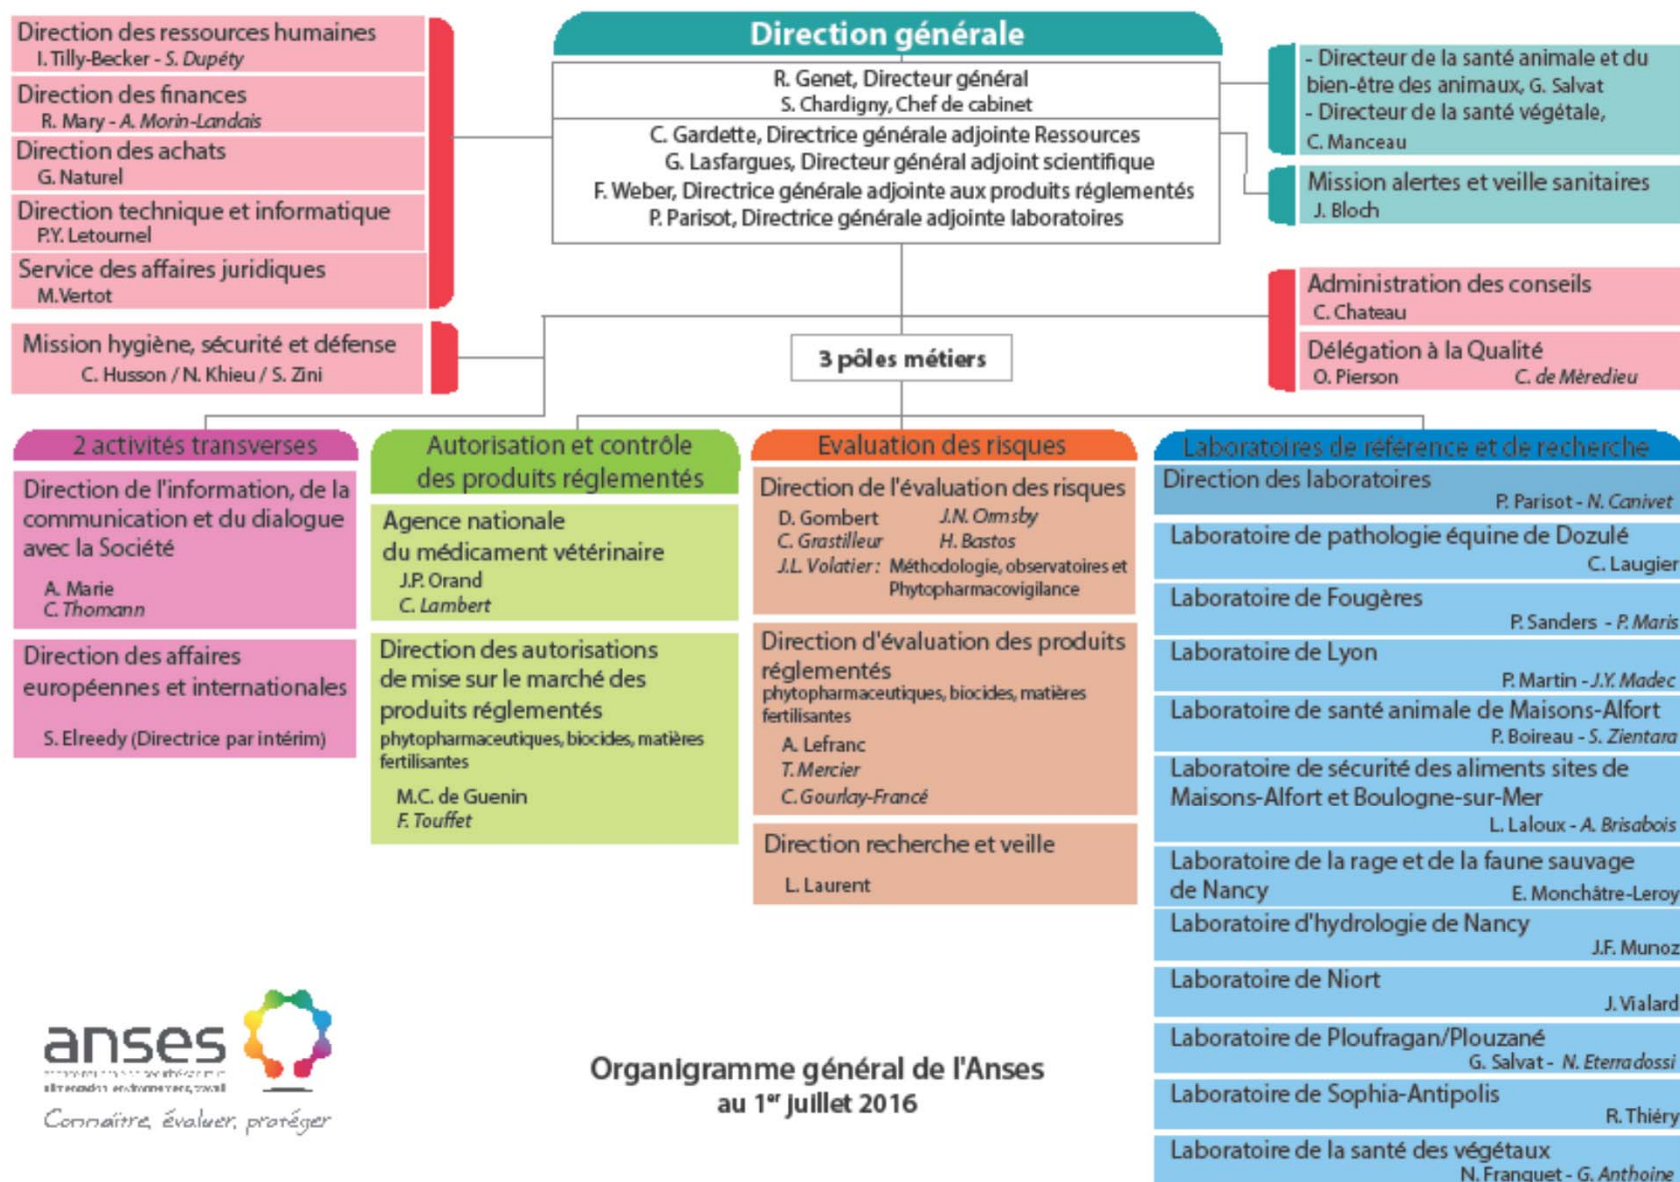 Direction des ressources humaines
I. Tilly-Becker - S. Dupéty
Direction des finances
R. Mary - A. Morin-Landais
Direction des achats
G. Naturel
Direction technique et informatique
P.Y. Letournel
Service des affaires juridiques
M.Vertot
Mission hygiène, sécurité et défense
C. Husson / N. Khieu / S. Zini
Direction générale
R. Genet, Directeur général
S. Chardigny, Chef de cabinet
C. Gardette, Directrice générale adjointe Ressources
G. Lasfargues, Directeur général adjoint scientifique
F. Weber, Directrice générale adjointe aux produits réglementés
P. Parisot, Directrice générale adjointe laboratoires
- Directeur de la santé animale et du
bien-être des animaux, G. Salvat
- Directeur de la santé végétale,
C. Manceau
Mission alertes et veille sanitaires
J. Bloch
Administration des conseils
C. Chateau
Délégation à la Qualité
O. Pierson C. de Mèredieu
3 pôles métiers
2 activités transverses
Direction de l'information, de la
communication et du dialogue
avec la Société
A. Marie
C. Thomann
Direction des affaires
européennes et internationales
S. Elreedy (Directrice par intérim)
Autorisation et contrôle
des produits réglementés
Agence nationale
du médicament vétérinaire
J.P. Orand
C. Lambert
Direction des autorisations
de mise sur le marché des
produits réglementés
phytopharmaceutiques, biocides, matières
fertilisantes
M.C. de Guenin
F. Touffet
Evaluation des risques
Direction de l'évaluation des risques
D. Gombert J.N. Ormsby
C. Grastilleur H. Bastos
J.L. Volatier : Méthodologie, observatoires et
Phytopharmacovigilance
Direction d'évaluation des produits
réglementés
phytopharmaceutiques, biocides, matières
fertilisantes
A. Lefranc
T. Mercier
C. Gourlay-Francé
Direction recherche et veille
L. Laurent
Laboratoires de référence et de recherche
Direction des laboratoires
P. Parisot - N. Canivet
Laboratoire de pathologie équine de Dozulé
C. Laugier
Laboratoire de Fougères
P. Sanders - P. Maris
Laboratoire de Lyon
P. Martin - J.Y. Madec
Laboratoire de santé animale de Maisons-Alfort
P. Boireau - S. Zientara
Laboratoire de sécurité des aliments sites de
Maisons-Alfort et Boulogne-sur-Mer
L. Laloux - A. Brisabois
Laboratoire de la rage et de la faune sauvage
de Nancy E. Monchâtre-Leroy
Laboratoire d'hydrologie de Nancy
J.F. Munoz
Laboratoire de Niort
J. Vialard
Laboratoire de Ploufragan/Plouzané
G. Salvat - N. Eterradossi
Laboratoire de Sophia-Antipolis
R. Thiéry
Laboratoire de la santé des végétaux
N. Franquet - G. Anthoine
anses
alimentation, environnement, travail
Connaître, évaluer, protéger
Organigramme général de l'Anses
au 1er juillet 2016